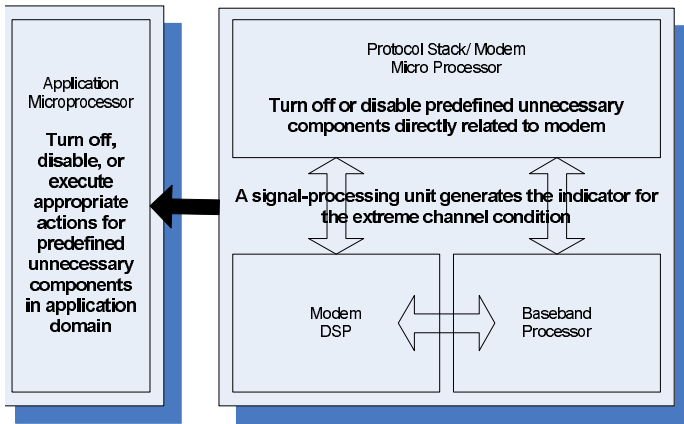 Application
Microprocessor
Turn off,
disable, or
execute
appropriate
actions for
predefined
unnecessary
components
in application
domain
Protocol Stack/ Modem
Micro Processor
Turn off or disable predefined unnecessary
components directly related to modem
A signal-processing unit generates the indicator for
the extreme channel condition
Modem
DSP
Baseband
Processor